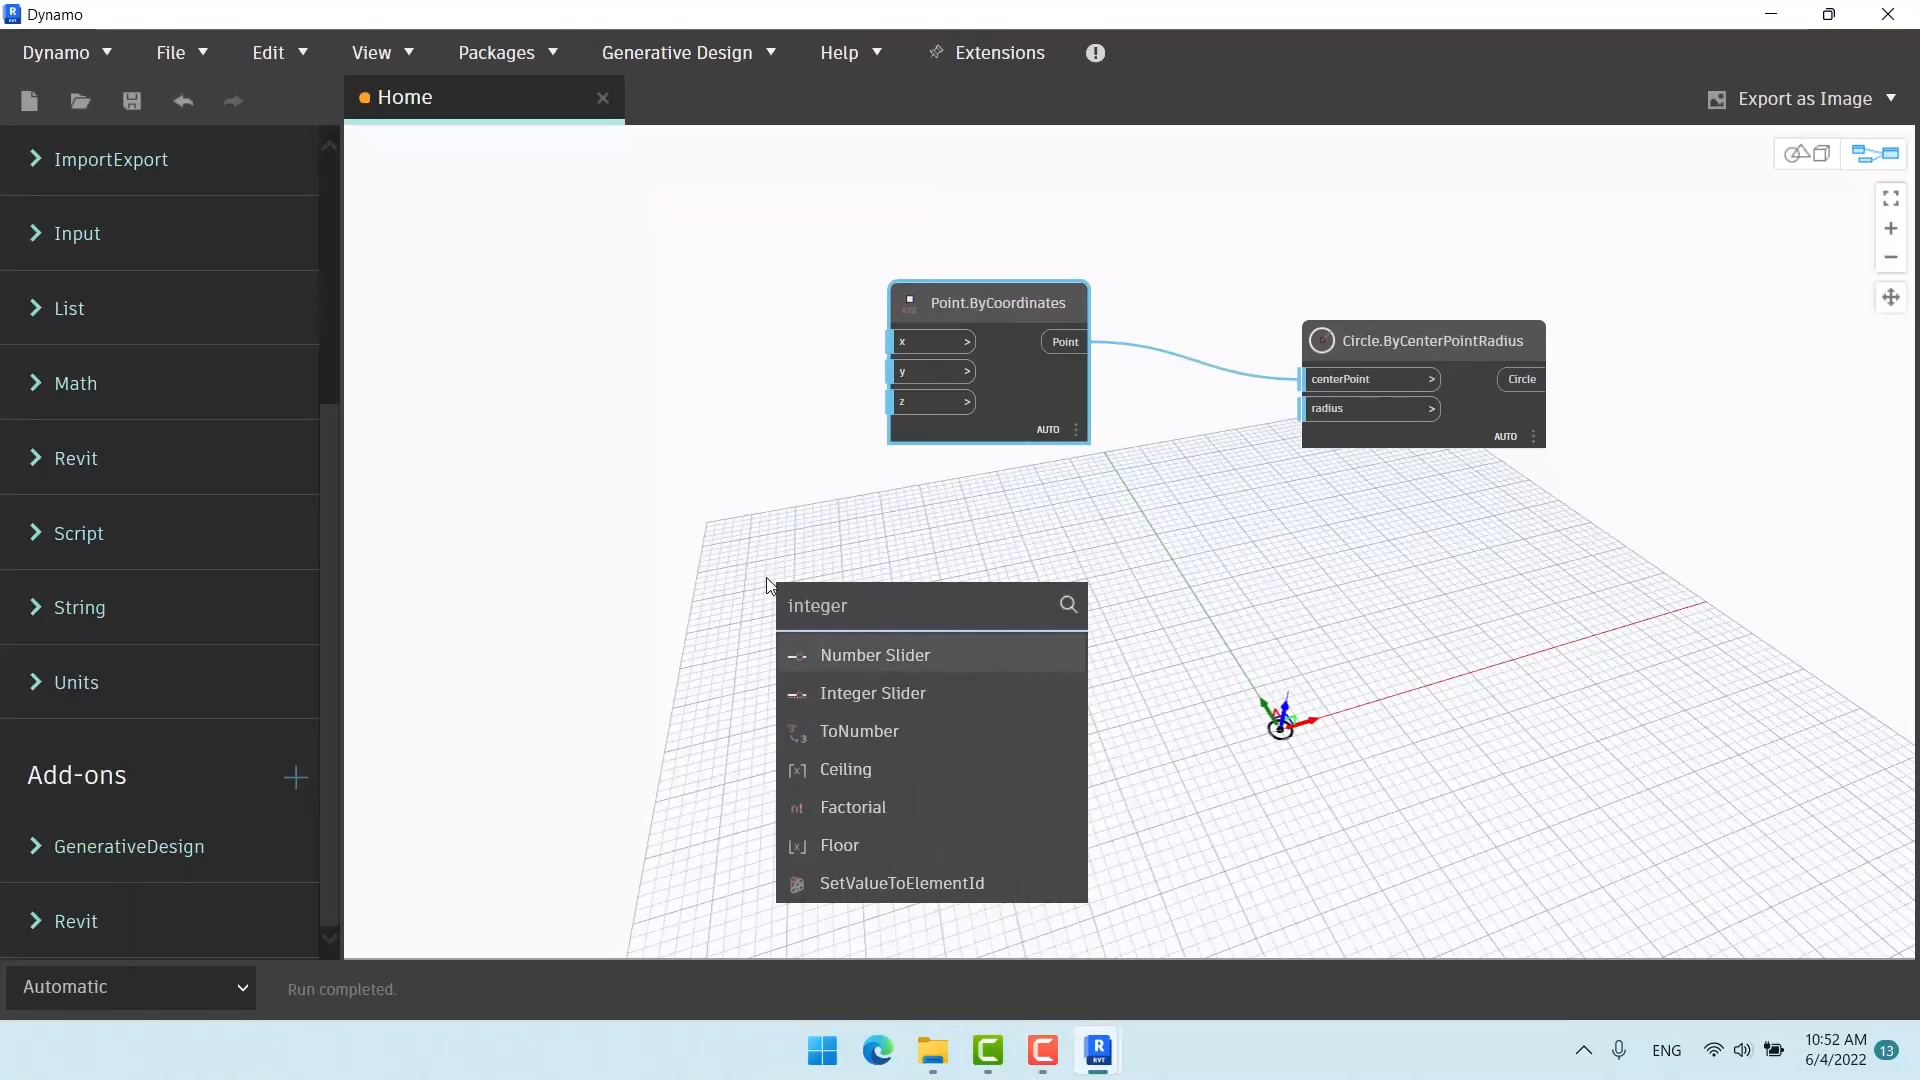 Dynamo
Dynamo File Edit View Packages Generative Design Help Extensions
Home
Export as Image
ImportExport
Input
List
Math
Revit
Script
String
Units
Add-ons
GenerativeDesign
Revit
Point.ByCoordinates
x >
Point
y >
z >
AUTO
Circle.ByCenterPointRadius
centerPoint >
Circle
radius >
AUTO
integer
Number Slider
Integer Slider
ToNumber
Ceiling
Factorial
Floor
SetValueToElementId
Automatic
Run completed.
ENG
10:52 AM
6/4/2022
13